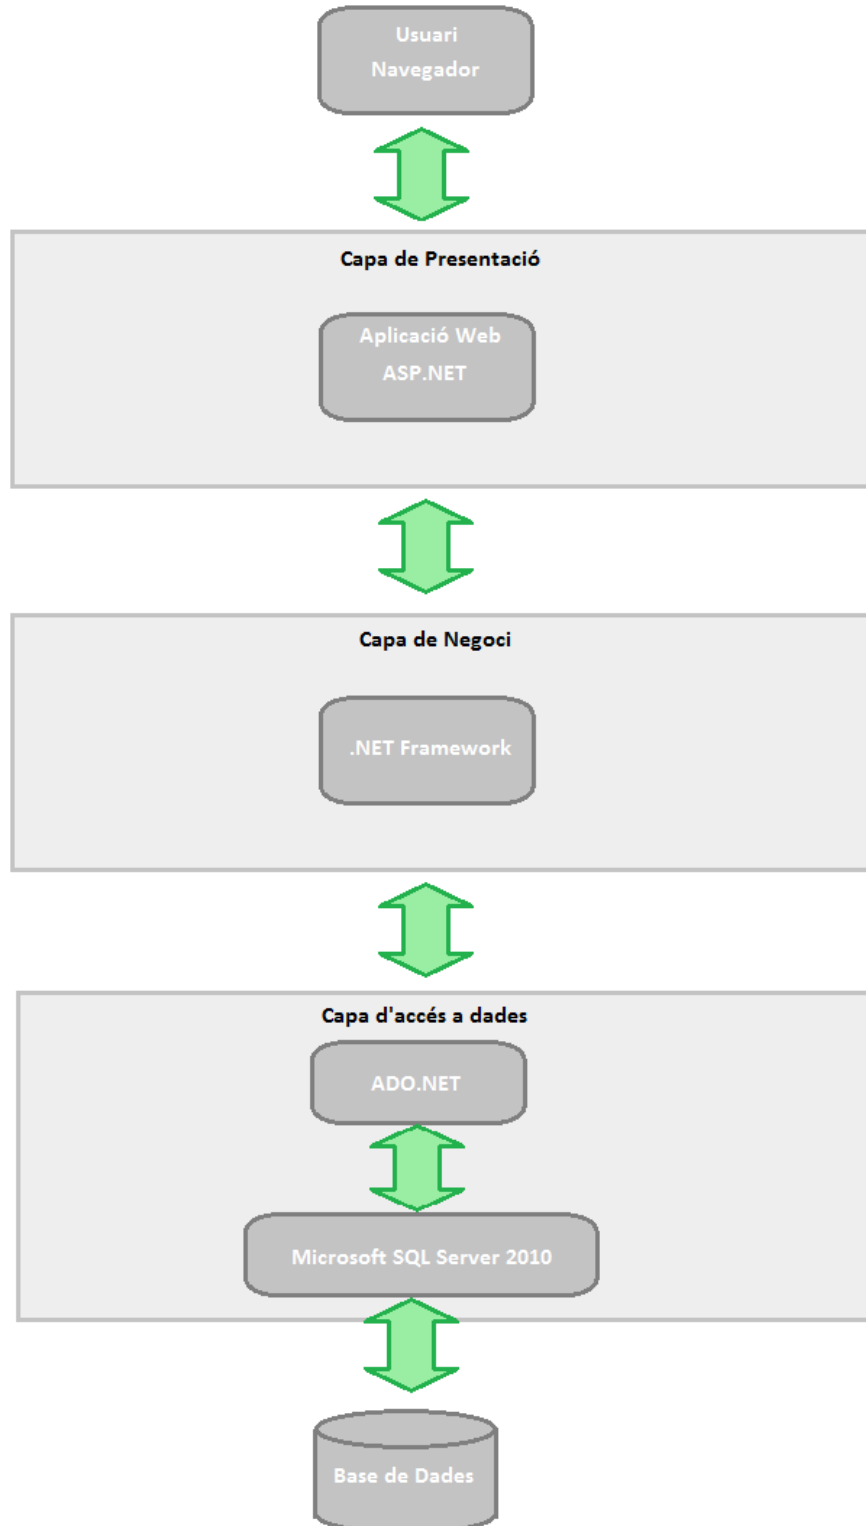 Usuari
Navegador
Capa de Presentació
Aplicació Web
ASP.NET
Capa de Negoci
.NET Framework
Capa d'accés a dades
ADO.NET
Microsoft SQL Server 2010
Base de Dades